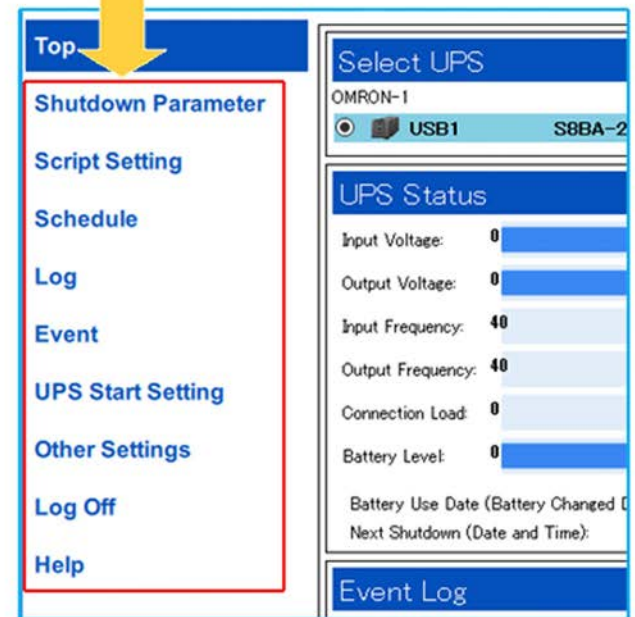 Top
Shutdown Parameter
Script Setting
Schedule
Log
Event
UPS Start Setting
Other Settings
Log Off
Help
Select UPS
OMRON-1
USB1 S8BA-2
UPS Status
Input Voltage: 0
Output Voltage: 0
Input Frequency: 40
Output Frequency: 40
Connection Load: 0
Battery Level: 0
Battery Use Date (Battery Changed D
Next Shutdown (Date and Time):
Event Log